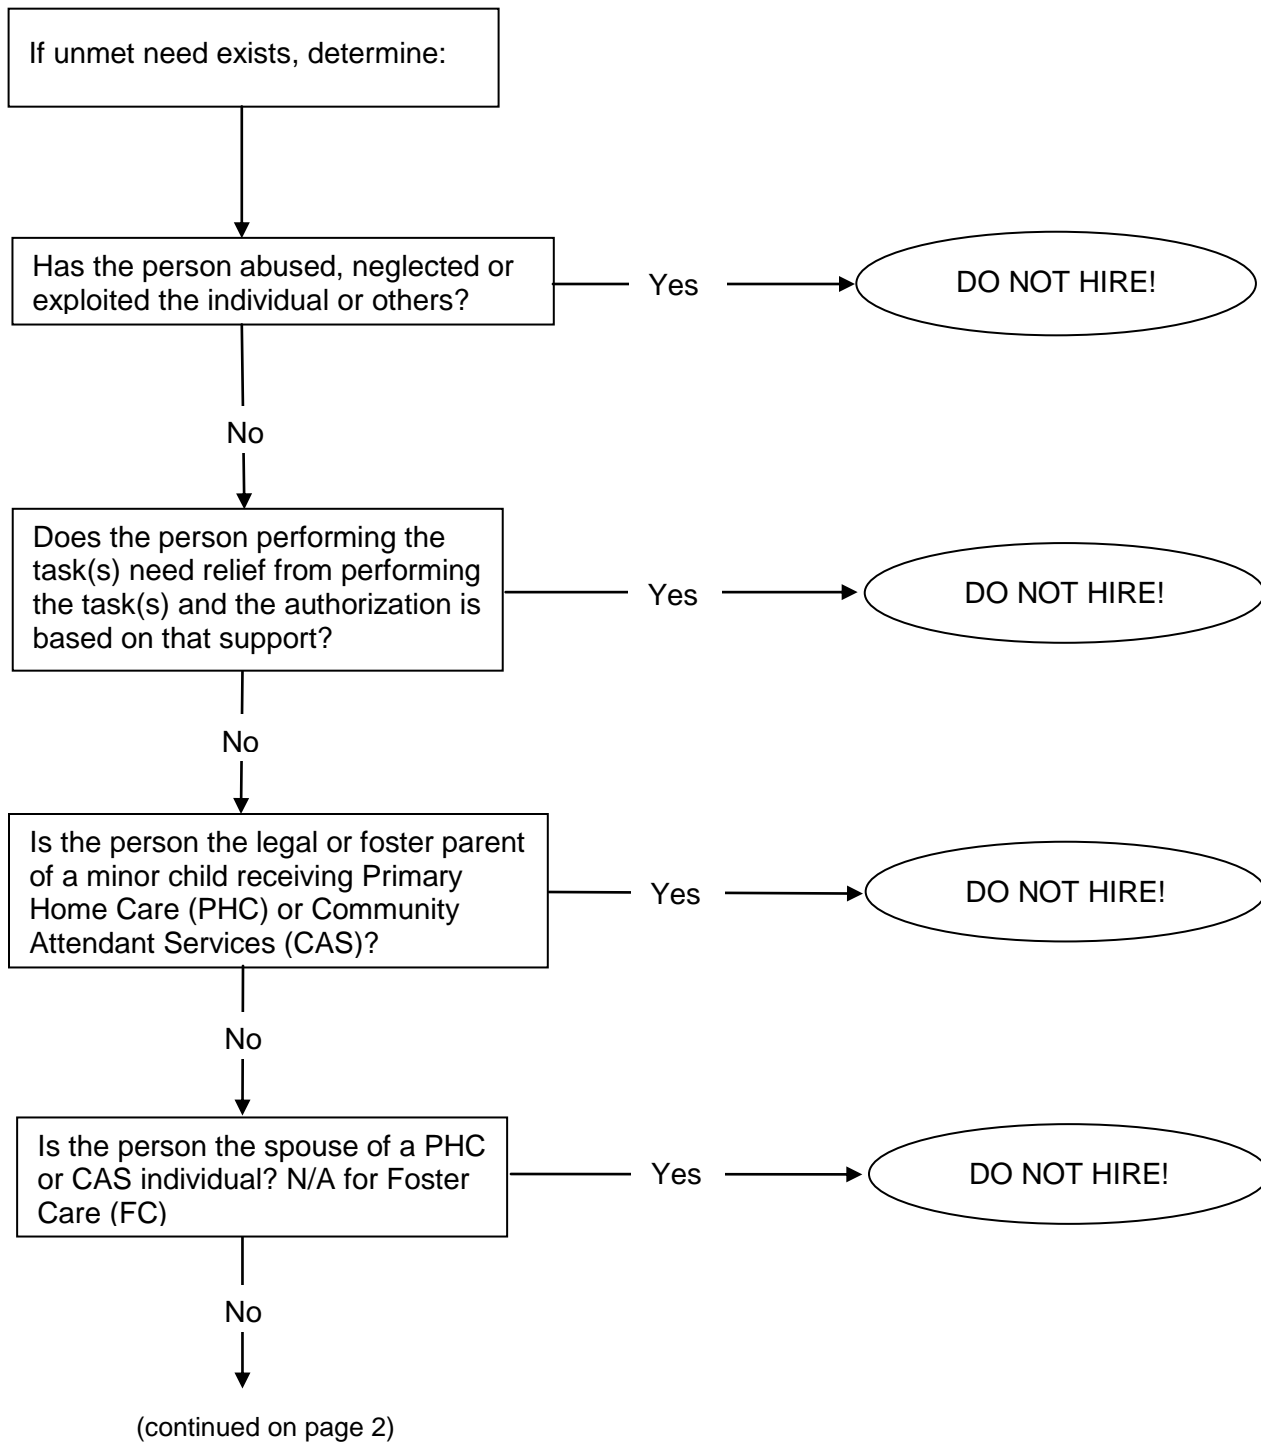 If unmet need exists, determine:
Has the person abused, neglected or
exploited the individual or others?
Yes
DO NOT HIRE!
No
Does the person performing the
task(s) need relief from performing
the task(s) and the authorization is
based on that support?
Yes
DO NOT HIRE!
No
Is the person the legal or foster parent
of a minor child receiving Primary
Home Care (PHC) or Community
Attendant Services (CAS)?
Yes
DO NOT HIRE!
No
Is the person the spouse of a PHC
or CAS individual? N/A for Foster
Care (FC)
Yes
DO NOT HIRE!
No
(continued on page 2)